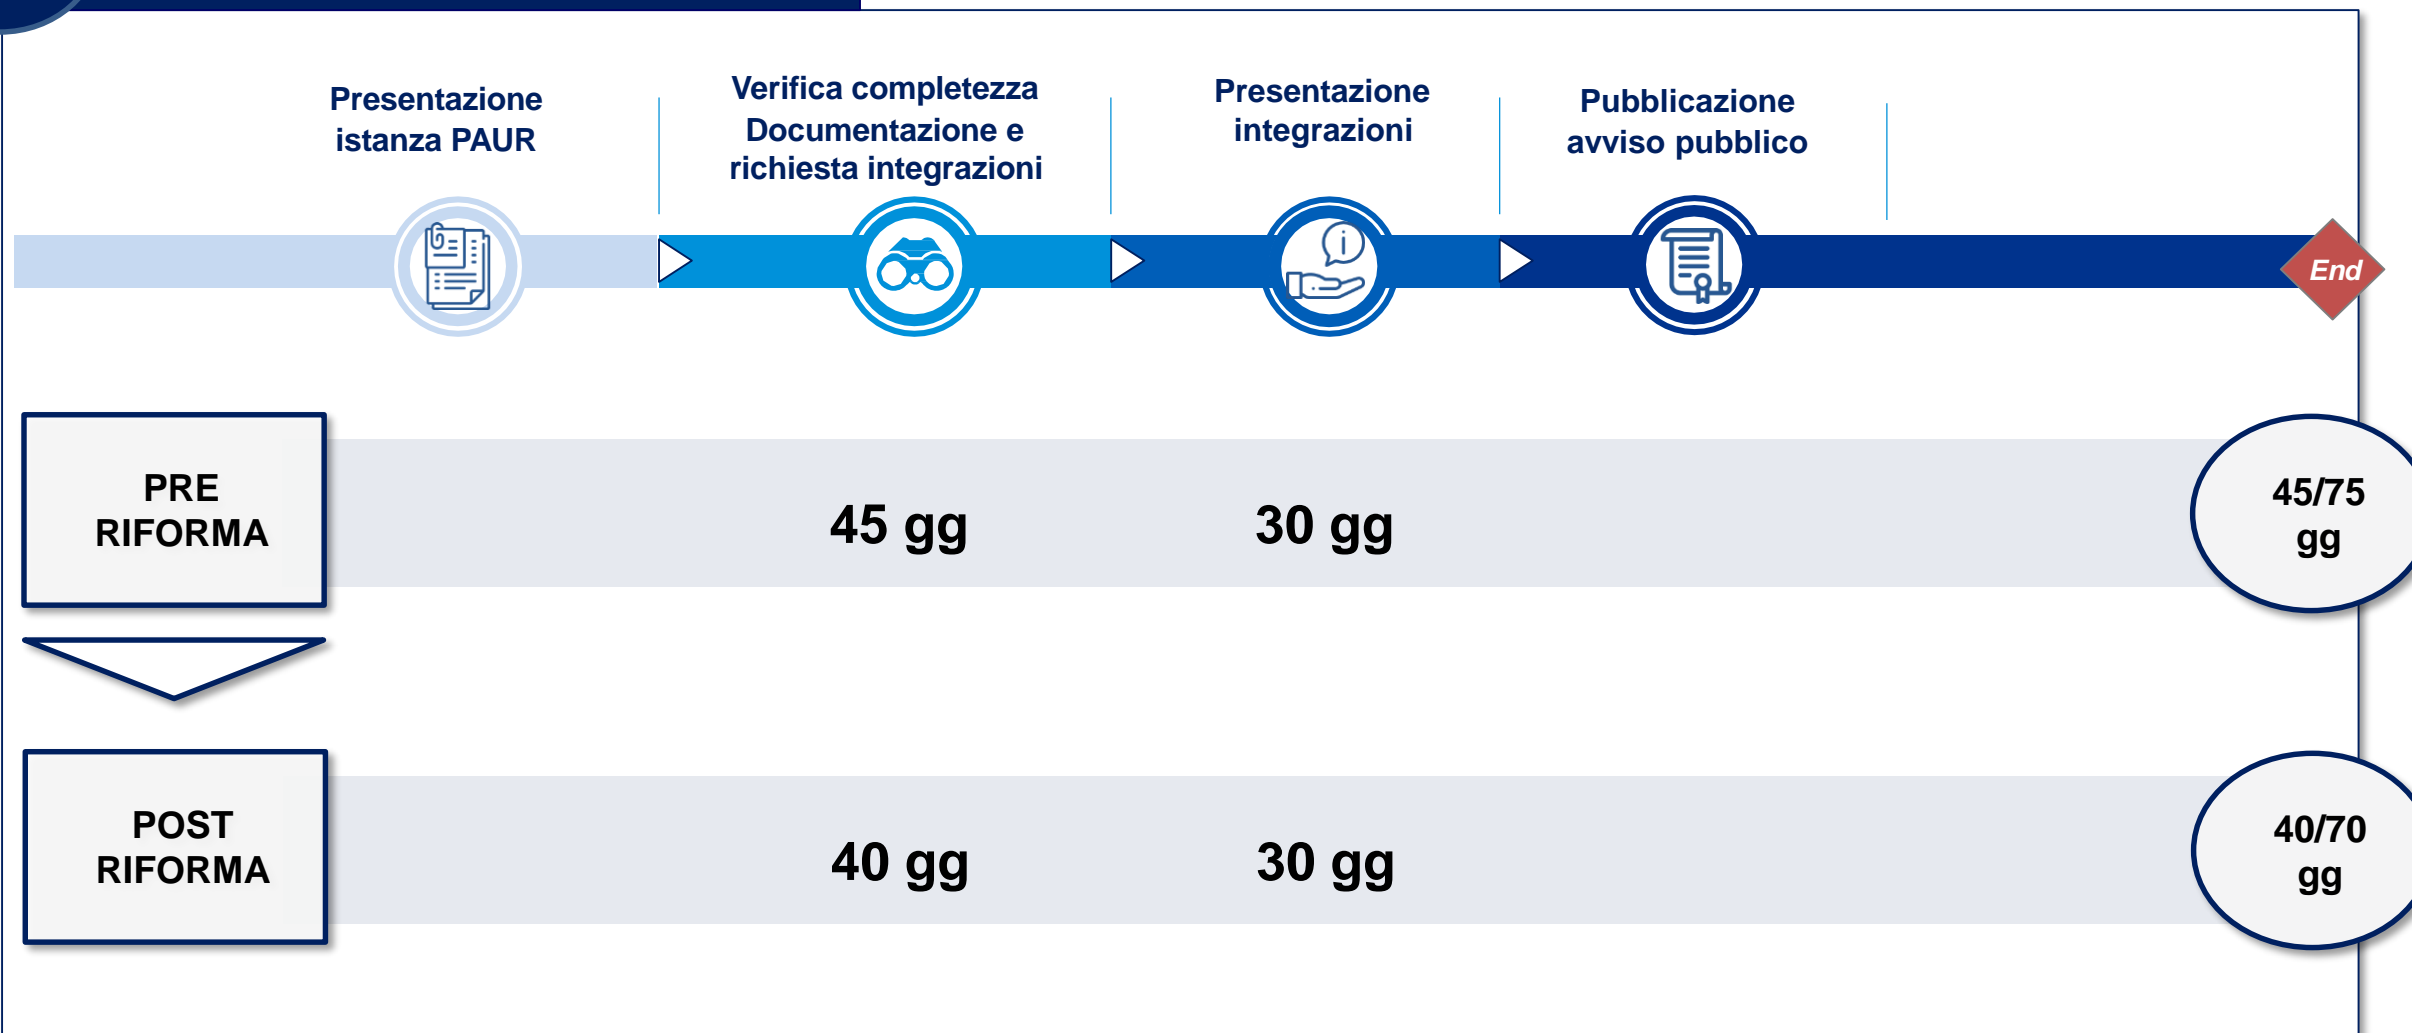 Presentazione
istanza PAUR
Verifica completezza
Documentazione e
richiesta integrazioni
Presentazione
integrazioni
Pubblicazione
avviso pubblico
i
End
PRE
RIFORMA
45 gg
30 gg
45/75
gg
POST
RIFORMA
40 gg
30 gg
40/70
gg